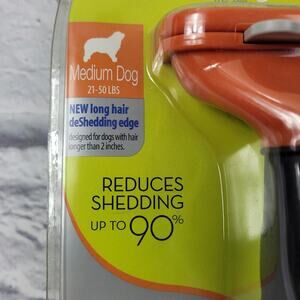 Medium Dog
21-50 LBS
NEW long hair
deShedding edge
designed for dogs with hair
longer than 2 inches.
REDUCES
SHEDDING
UP TO 90%